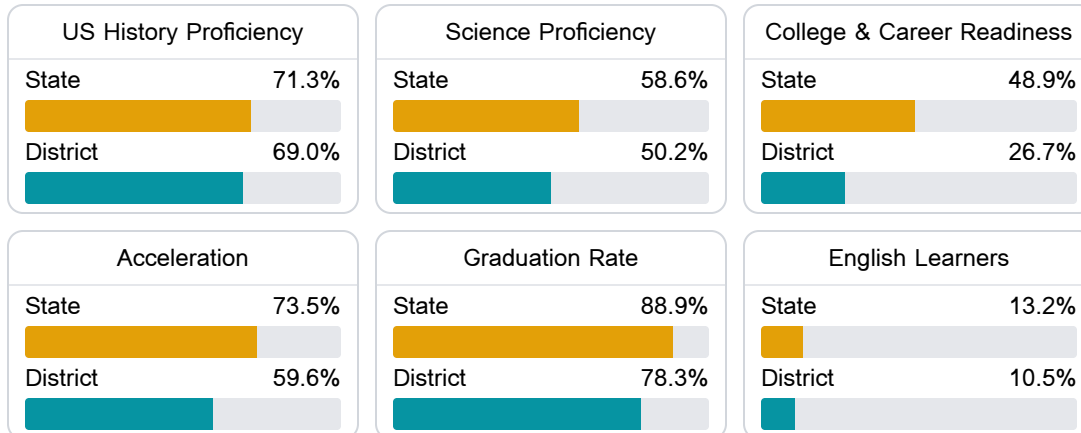 US History Proficiency
State 71.3%
District 69.0%
Science Proficiency
State 58.6%
District 50.2%
College & Career Readiness
State 48.9%
District 26.7%
Acceleration
State 73.5%
District 59.6%
Graduation Rate
State 88.9%
District 78.3%
English Learners
State 13.2%
District 10.5%